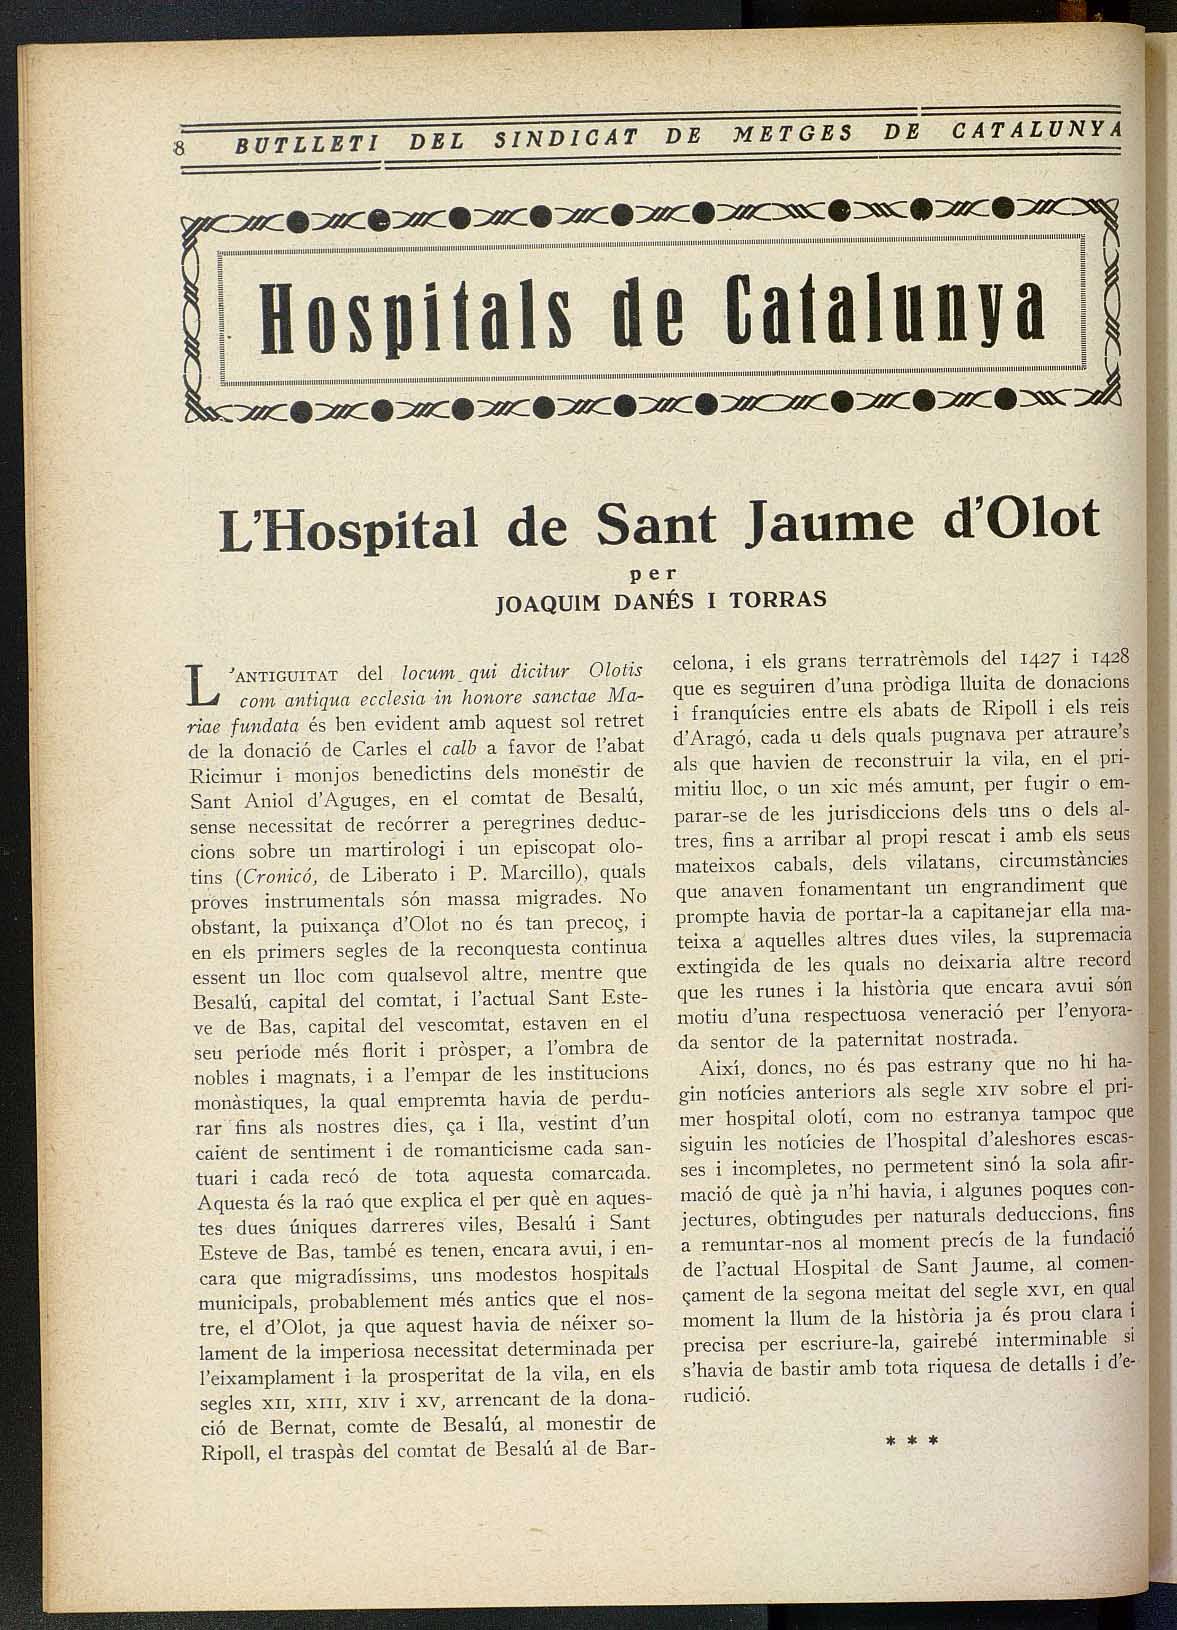 8 BUTLLETI DEL SINDICAT DE METGES DE CATALUNYA
Hospitals de Catalunya
L'Hospital de Sant Jaume d'Olot
per
JOAQUIM DANÉS I TORRAS
L'ANTIGUITAT del locum qui dicitur Olotis
com antiqua ecclesia in honore sanctae Ma-
riae fundata és ben evident amb aquest sol retret
de la donació de Carles el calb a favor de l'abat
Ricimur i monjos benedictins dels monestir de
Sant Aniol d'Aguges, en el comtat de Besalú,
sense necessitat de recórrer a peregrines deduc-
cions sobre un martirologi i un episcopat olo-
tins (Cronicó, de Liberato i P. Marcillo), quals
proves instrumentals són massa migrades. No
obstant, la puixança d'Olot no és tan precoç, i
en els primers segles de la reconquesta continua
essent un lloc com qualsevol altre, mentre que
Besalú, capital del comtat, i l'actual Sant Este-
ve de Bas, capital del vescomtat, estaven en el
seu període més florit i pròsper, a l'ombra de
nobles i magnats, i a l'empar de les institucions
monàstiques, la qual empremta havia de perdu-
rar fins als nostres dies, ça i lla, vestint d'un
caient de sentiment i de romanticisme cada san-
tuari i cada recó de tota aquesta comarcada.
Aquesta és la raó que explica el per què en aques-
tes dues úniques darreres viles, Besalú i Sant
Esteve de Bas, també es tenen, encara avui, i en-
cara que migradíssims, uns modestos hospitals
municipals, probablement més antics que el nos-
tre, el d'Olot, ja que aquest havia de néixer so-
lament de la imperiosa necessitat determinada per
l'eixamplament i la prosperitat de la vila, en els
segles XII, XIII, XIV i XV, arrencant de la dona-
ció de Bernat, comte de Besalú, al monestir de
Ripoll, el traspàs del comtat de Besalú al de Bar-
celona, i els grans terratrèmols del 1427 i 1428
que es seguiren d'una pròdiga lluita de donacions
i franquícies entre els abats de Ripoll i els reis
d'Aragó, cada u dels quals pugnava per atraure's
als que havien de reconstruir la vila, en el pri-
mitiu lloc, o un xic més amunt, per fugir o em-
parar-se de les jurisdiccions dels uns o dels al-
tres, fins a arribar al propi rescat i amb els seus
mateixos cabals, dels vilatans, circumstàncies
que anaven fonamentant un engrandiment que
prompte havia de portar-la a capitanejar ella ma-
teixa a aquelles altres dues viles, la supremacia
extingida de les quals no deixaria altre record
que les runes i la història que encara avui són
motiu d'una respectuosa veneració per l'enyora-
da sentor de la paternitat nostrada.
Així, doncs, no és pas estrany que no hi ha-
gin notícies anteriors als segle XIV sobre el pri-
mer hospital olotí, com no estranya tampoc que
siguin les notícies de l'hospital d'aleshores escas-
ses i incompletes, no permetent sinó la sola afir-
mació de què ja n'hi havia, i algunes poques con-
jectures, obtingudes per naturals deduccions, fins
a remuntar-nos al moment precís de la fundació
de l'actual Hospital de Sant Jaume, al comen-
çament de la segona meitat del segle XVI, en qual
moment la llum de la història ja és prou clara i
precisa per escriure-la, gairebé interminable si
s'havia de bastir amb tota riquesa de detalls i d'e-
rudició.
* * *